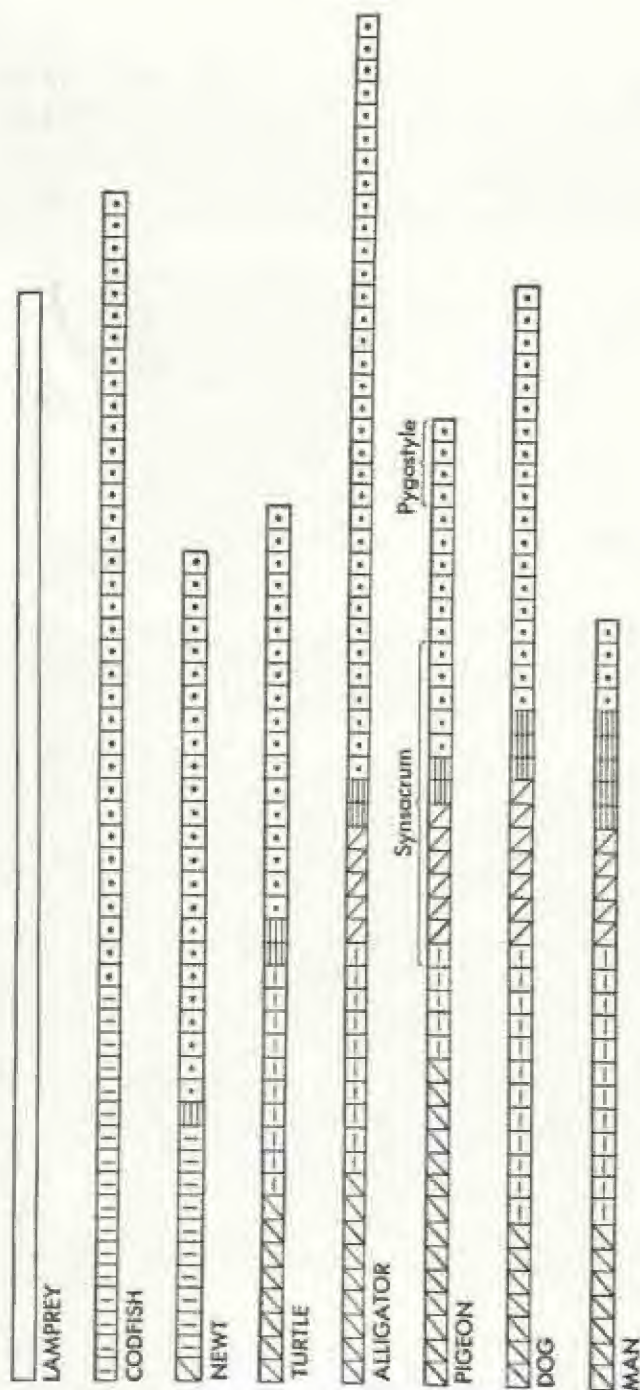 LAMPREY
CODFISH
NEWT
TURTLE
ALLIGATOR
Synsacrum
Pygostyle
PIGEON
DOG
MAN